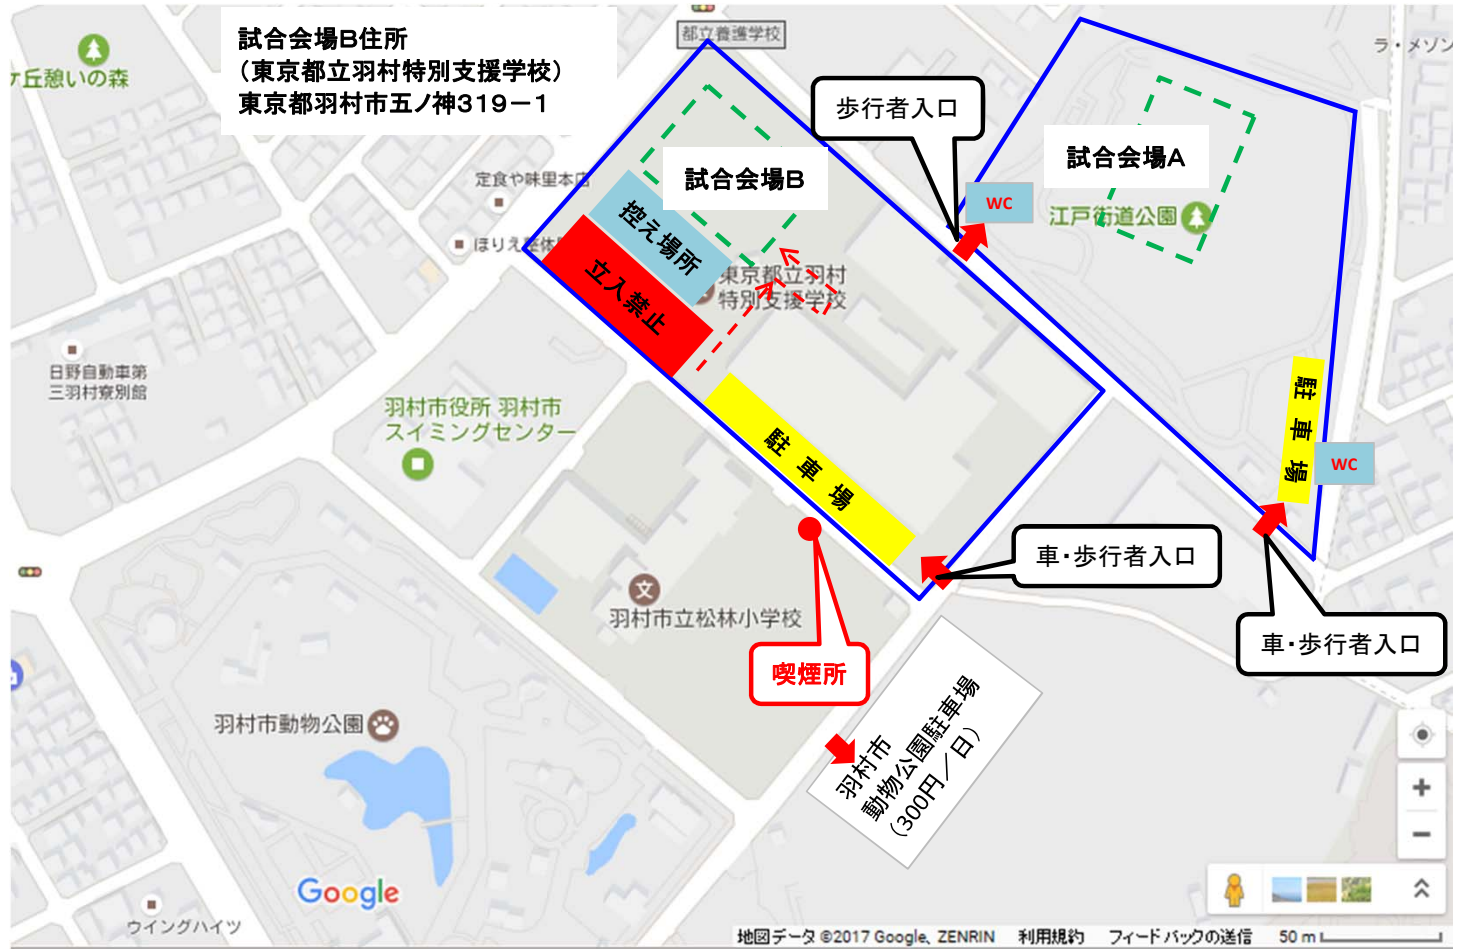 試合会場B住所
（東京都立羽村特別支援学校）
東京都羽村市五ノ神319－1
都立養護学校
ラ・メゾン
ケ丘憩いの森
歩行者入口
試合会場A
試合会場B
定食や味里本店
WC
江戸街道公園
控え場所
ほりえ整体
立入禁止
東京都立羽村
特別支援学校
日野自動車第
三羽村寮別館
羽村市役所 羽村市
スイミングセンター
駐車場
駐車場
WC
車・歩行者入口
車・歩行者入口
文
羽村市立松林小学校
喫煙所
羽村市
動物公園駐車場
（300円／日）
羽村市動物公園
Google
ウイングハイツ
地図データ ©2017 Google、ZENRIN 利用規約 フィードバックの送信 50 m